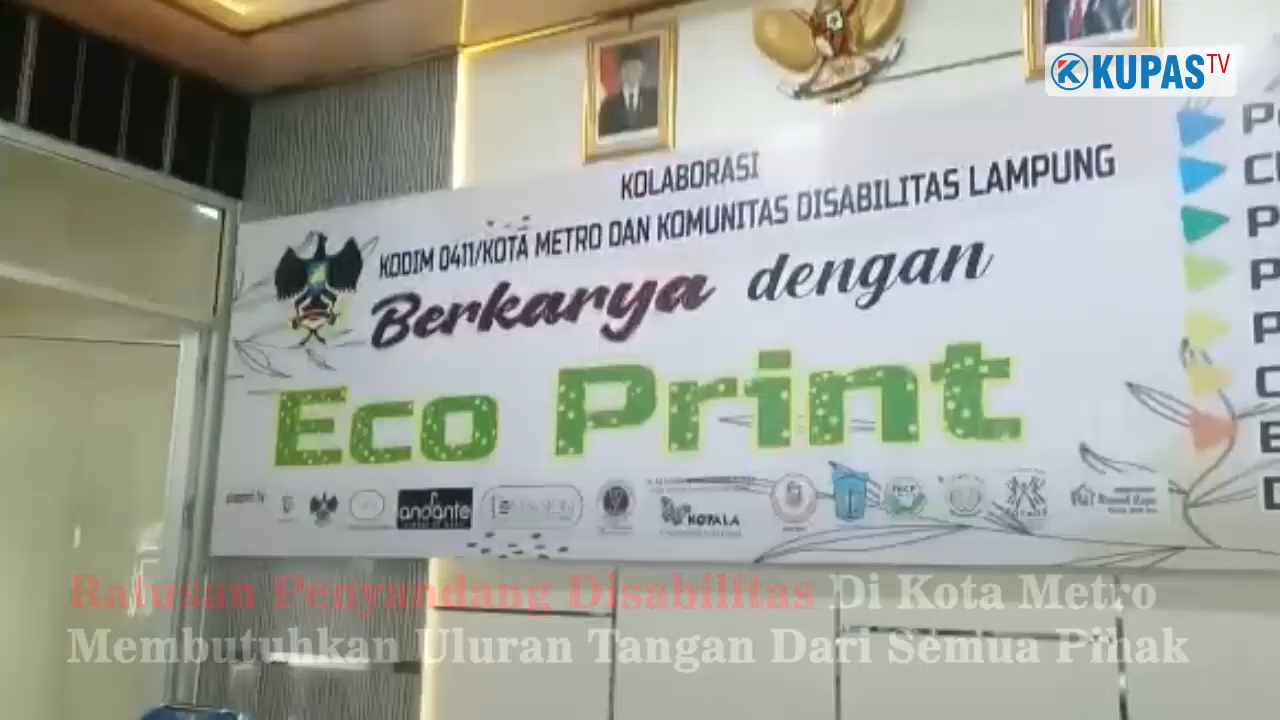 KUPAS TV
KOLABORASI
KODIM 0411/KOTA METRO DAN KOMUNITAS DISABILITAS LAMPUNG
Berkarya dengan
Eco Print
andante
KOPALA
Ratusan Penyandang Disabilitas Di Kota Metro
Membutuhkan Uluran Tangan Dari Semua Pihak